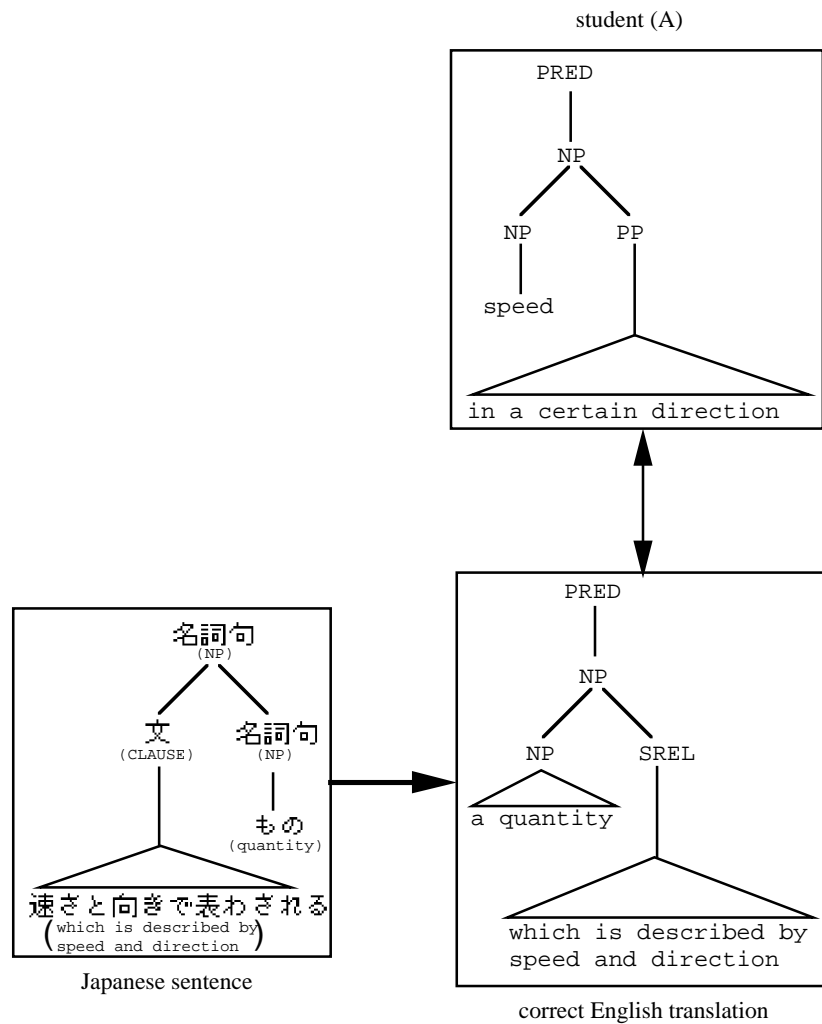 student (A)
PRED
NP
NP PP
speed
in a certain direction
名詞句
(NP)
文 名詞句
(CLAUSE) (NP)
もの
(quantity)
速さと向きで表わされる
(which is described by
speed and direction)
Japanese sentence
PRED
NP
NP SREL
a quantity
which is described by
speed and direction
correct English translation